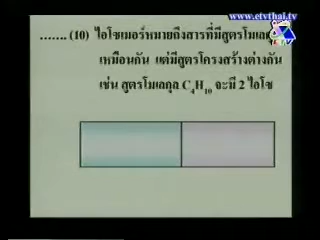 www.etvthai.tv
....... (10) ไอโซเมอร์หมายถึงสารที่มีสูตรโมเล
เหมือนกัน แต่มีสูตรโครงสร้างต่างกัน
เช่น สูตรโมเลกุล C₄H₁₀ จะมี 2 ไอโซ